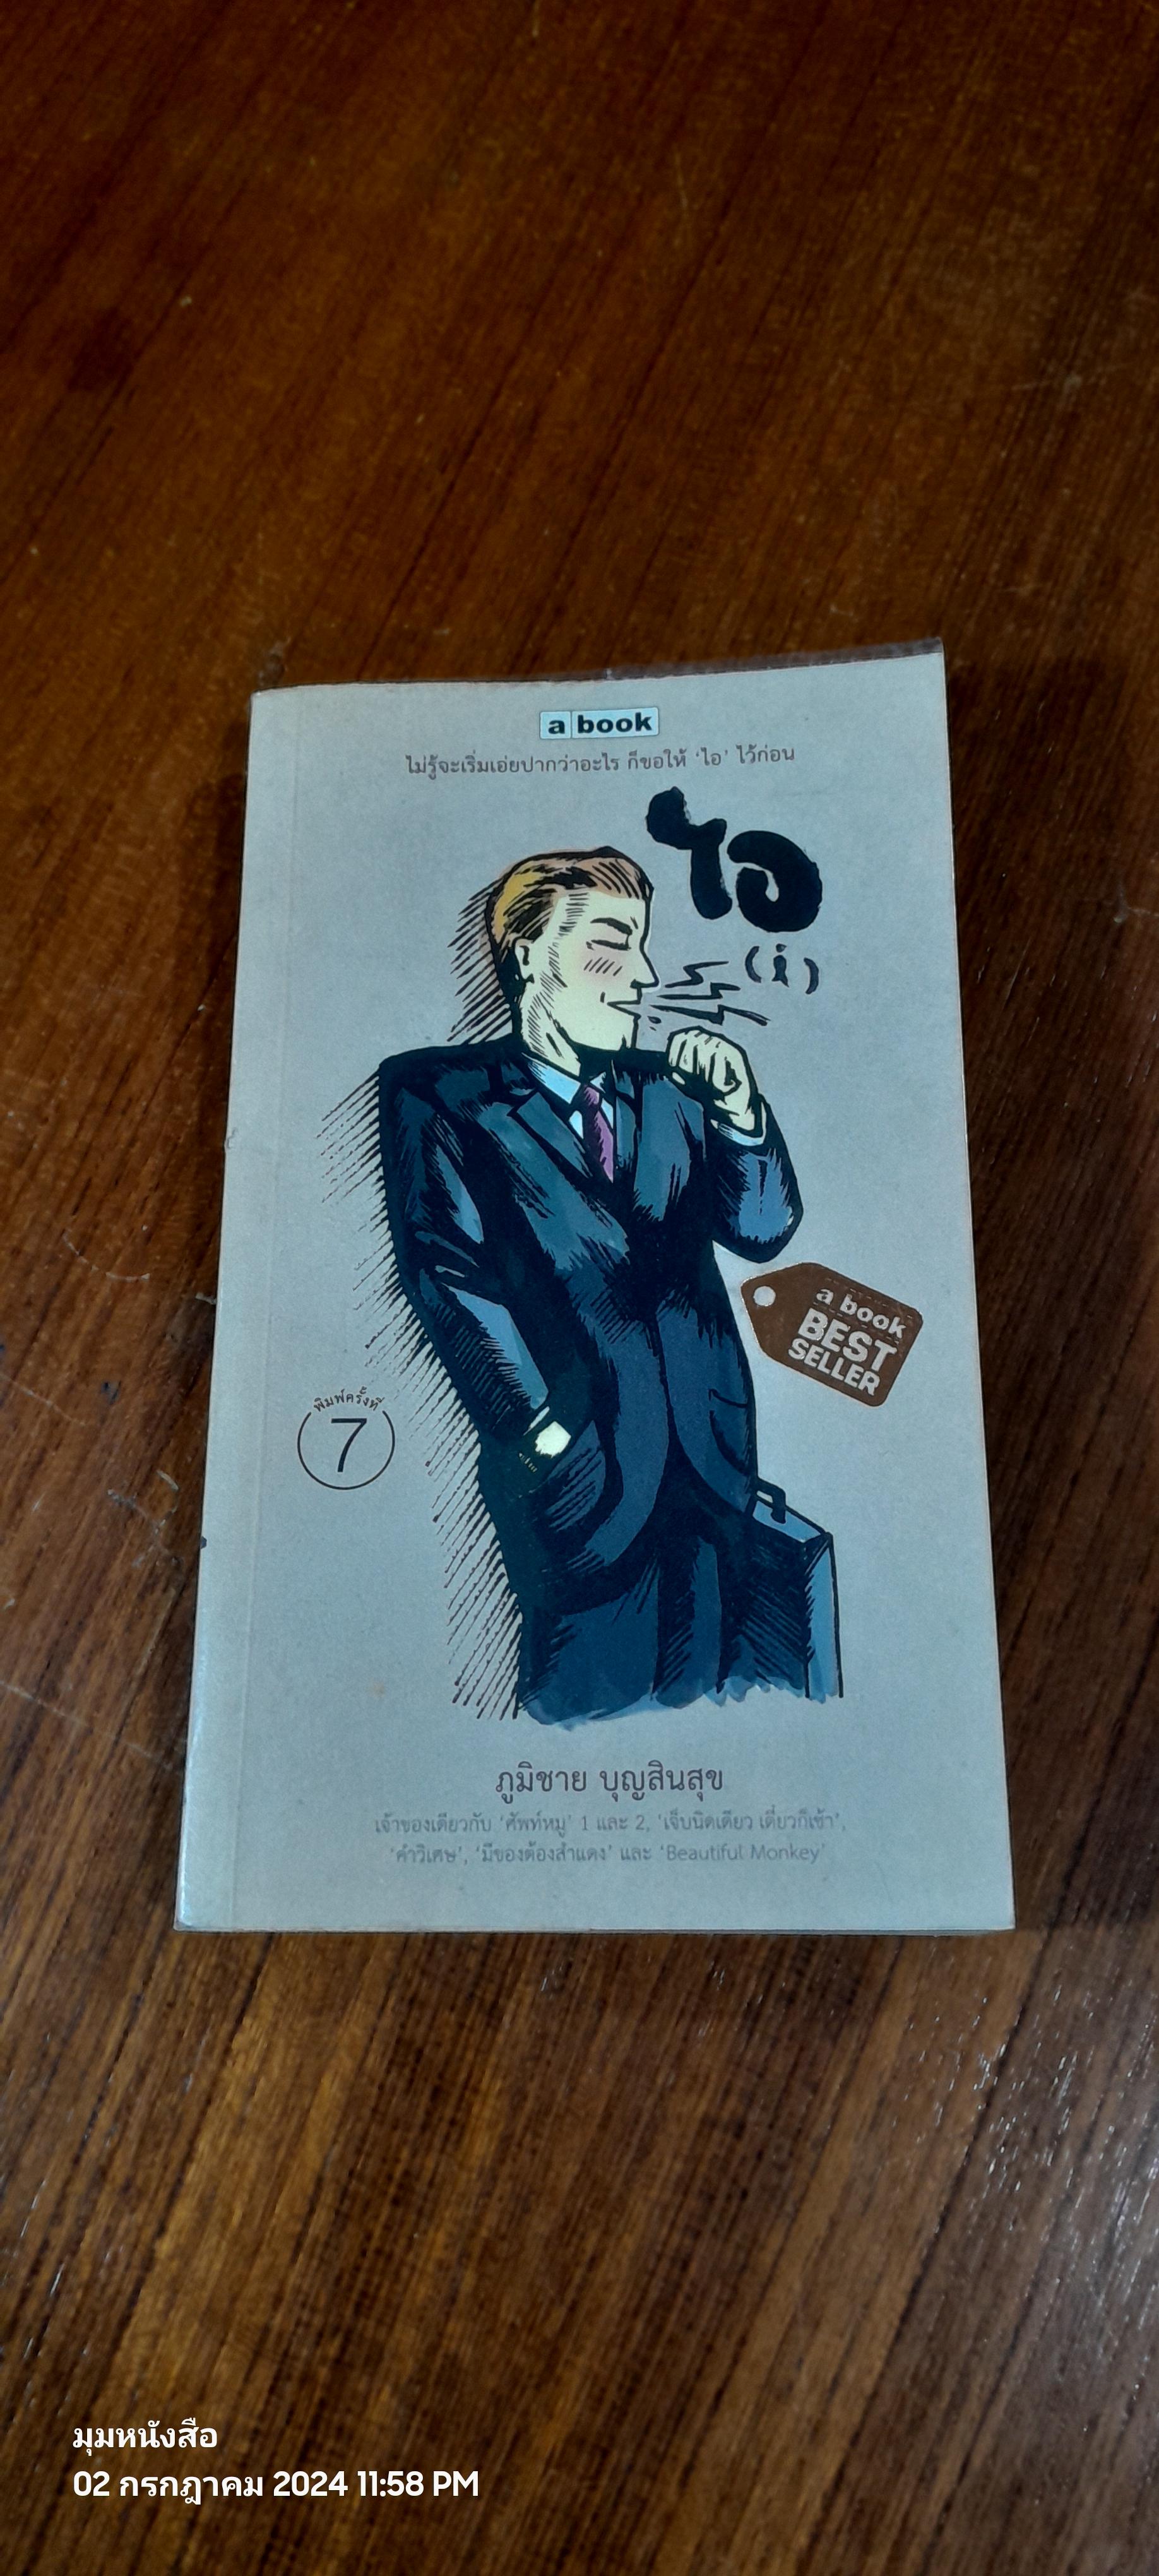 a book
ไม่รู้จะเริ่มเอ่ยปากว่าอะไร ก็ขอให้ ‘ไอ’ ไว้ก่อน
ไอ
(i)
a book
BEST
SELLER
พิมพ์ครั้งที่
7
ภูมิชาย บุญสินสุข
เจ้าของเดียวกับ ‘ศัพท์หมู’ 1 และ 2, ‘เจ็บนิดเดียว เดี๋ยวก็เช้า’,
‘คำวิเศษ’, ‘มีของต้องสำแดง’ และ ‘Beautiful Monkey’
มุมหนังสือ
02 กรกฎาคม 2024 11:58 PM